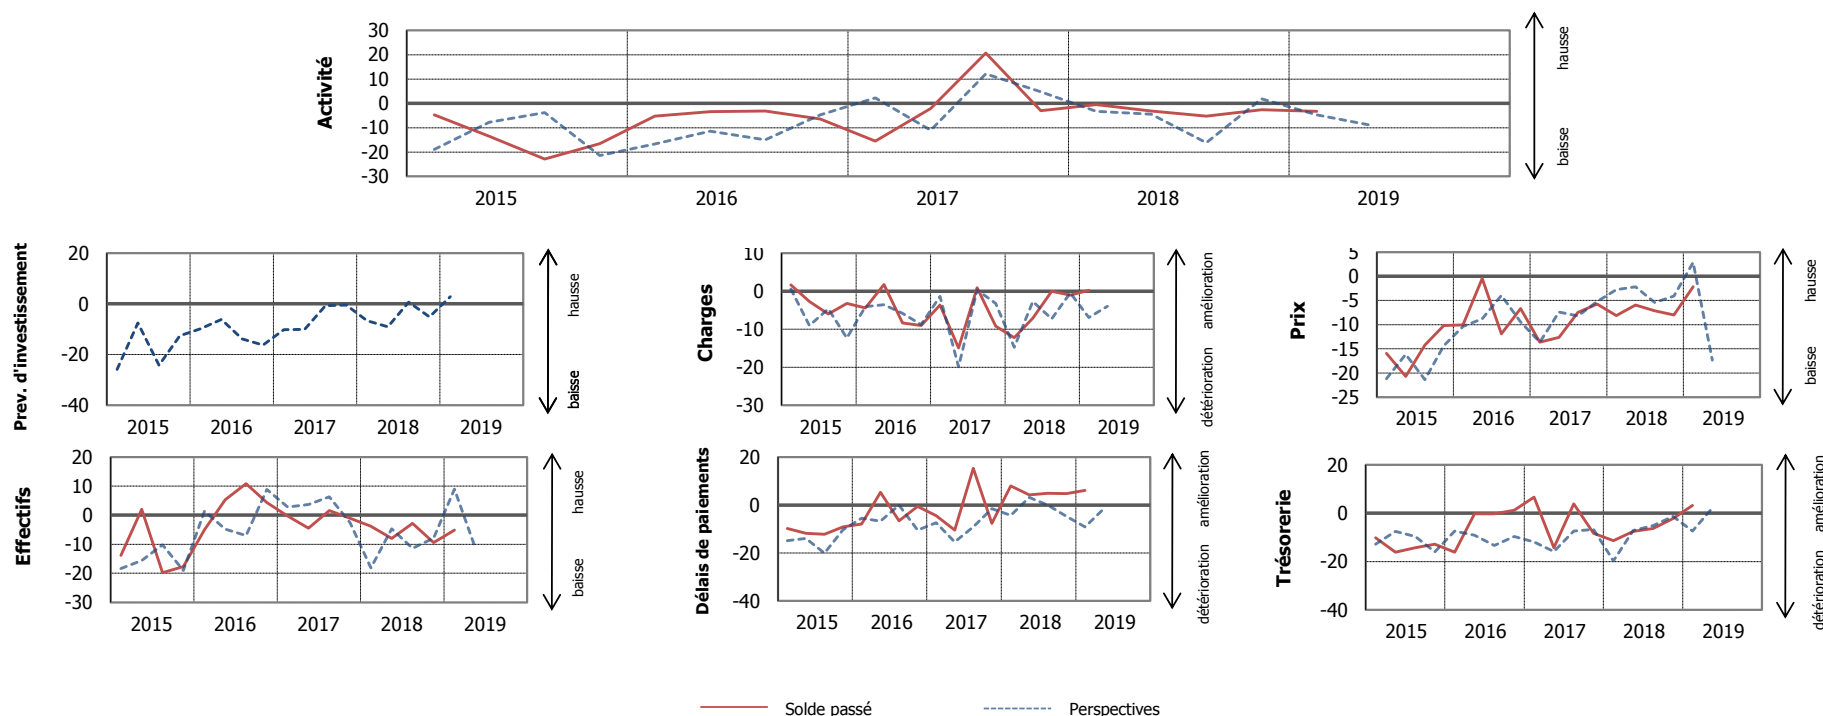 Activité
30
20
10
0
-10
-20
-30
2015 2016 2017 2018 2019
hausse
baisse
Prev. d'investissement
20
0
-20
-40
2015 2016 2017 2018 2019
hausse
baisse
Charges
10
0
-10
-20
-30
2015 2016 2017 2018 2019
amélioration
détérioration
Prix
5
0
-5
-10
-15
-20
-25
2015 2016 2017 2018 2019
hausse
baisse
Effectifs
20
10
0
-10
-20
-30
2015 2016 2017 2018 2019
hausse
baisse
Délais de paiements
20
0
-20
-40
2015 2016 2017 2018 2019
amélioration
détérioration
Trésorerie
20
0
-20
-40
2015 2016 2017 2018 2019
amélioration
détérioration
Solde passé Perspectives